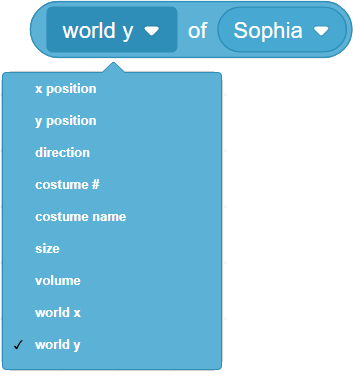 world y of Sophia
x position
y position
direction
costume #
costume name
size
volume
world x
✓ world y